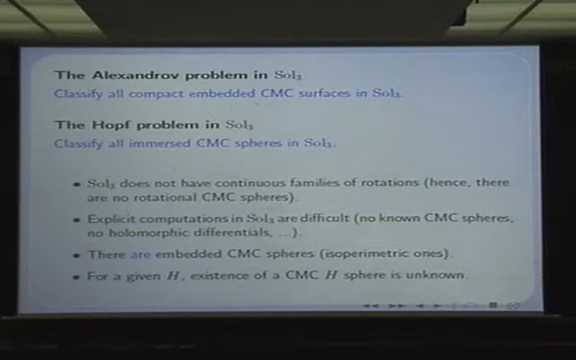 The Alexandrov problem in Sol₃
Classify all compact embedded CMC surfaces in Sol₃.
The Hopf problem in Sol₃
Classify all immersed CMC spheres in Sol₃.
• Sol₃ does not have continuous families of rotations (hence, there
are no rotational CMC spheres).
• Explicit computations in Sol₃ are difficult (no known CMC spheres,
no holomorphic differentials, ...).
• There are embedded CMC spheres (isoperimetric ones).
• For a given H, existence of a CMC H sphere is unknown.